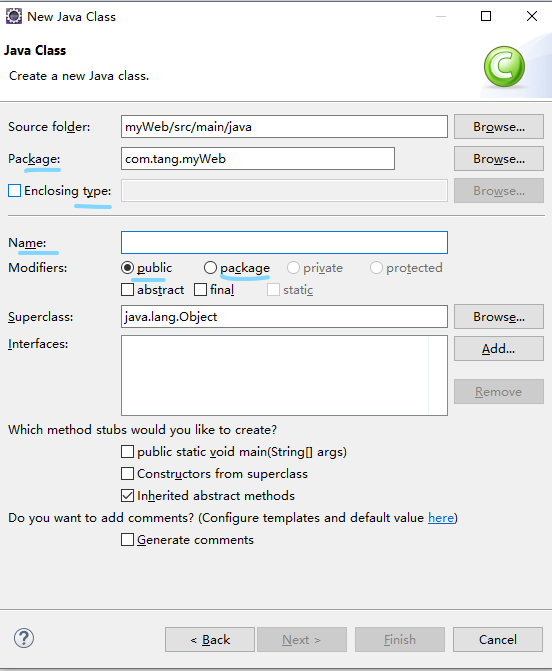 New Java Class
Java Class
Create a new Java class.
Source folder: myWeb/src/main/java Browse...
Package: com.tang.myWeb Browse...
Enclosing type: Browse...
Name:
Modifiers: public package private protected
abstract final static
Superclass: java.lang.Object Browse...
Interfaces: Add...
Remove
Which method stubs would you like to create?
public static void main(String[] args)
Constructors from superclass
Inherited abstract methods
Do you want to add comments? (Configure templates and default value here)
Generate comments
? < Back Next > Finish Cancel